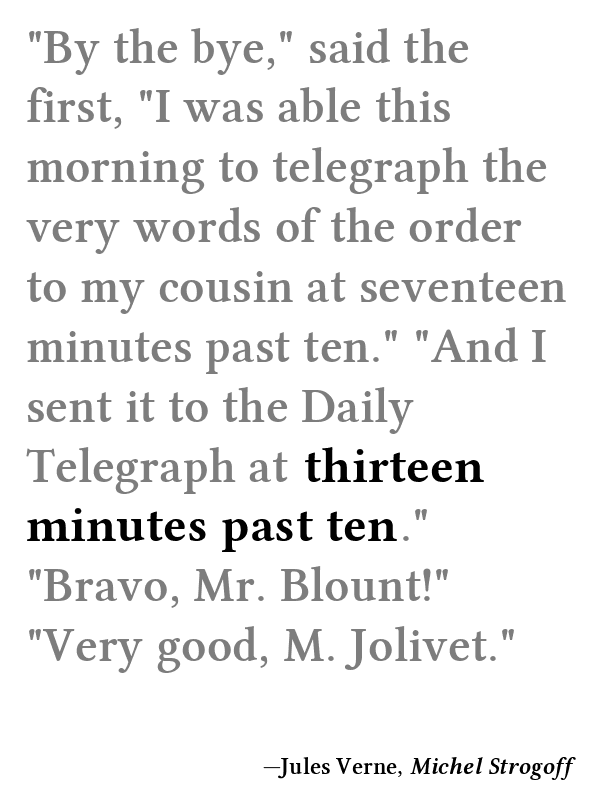 "By the bye," said the
first, "I was able this
morning to telegraph the
very words of the order
to my cousin at seventeen
minutes past ten." "And I
sent it to the Daily
Telegraph at thirteen
minutes past ten."
"Bravo, Mr. Blount!"
"Very good, M. Jolivet."
—Jules Verne, Michel Strogoff